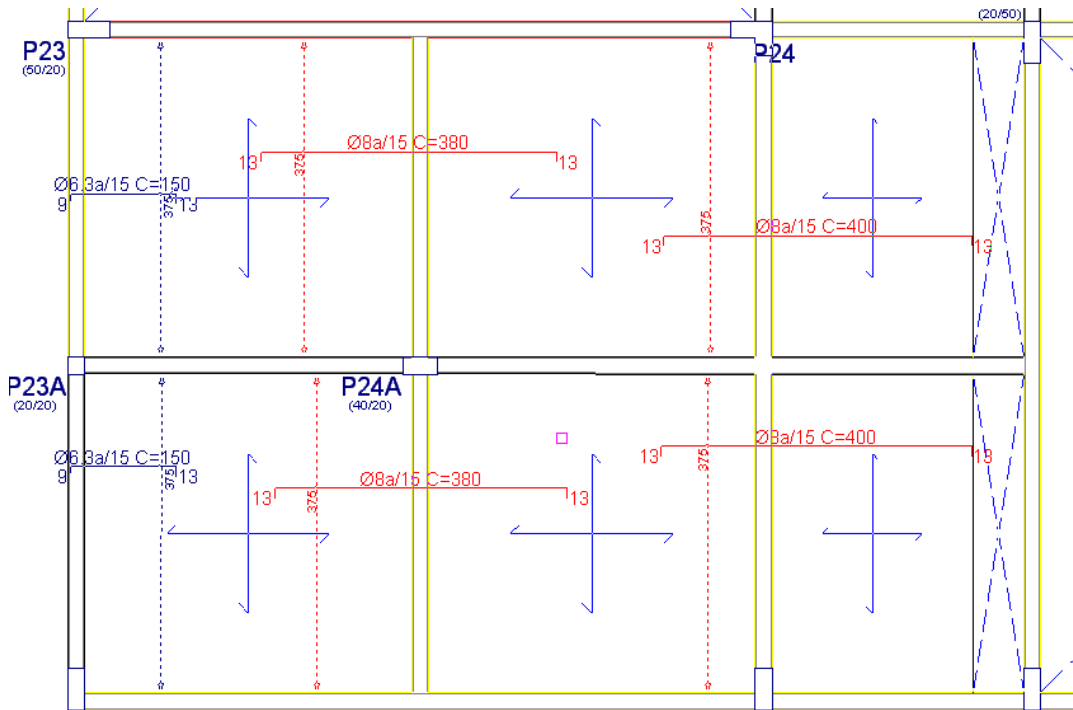 (20/50)
P23
(50/20)
P24
Ø8a/15 C=380
13
13
375
Ø6.3a/15 C=150
9
13
375
375
Ø8a/15 C=400
13
13
P23A
(20/20)
P24A
(40/20)
Ø8a/15 C=400
13
13
375
Ø6.3a/15 C=150
9
13
375
Ø8a/15 C=380
13
13
375